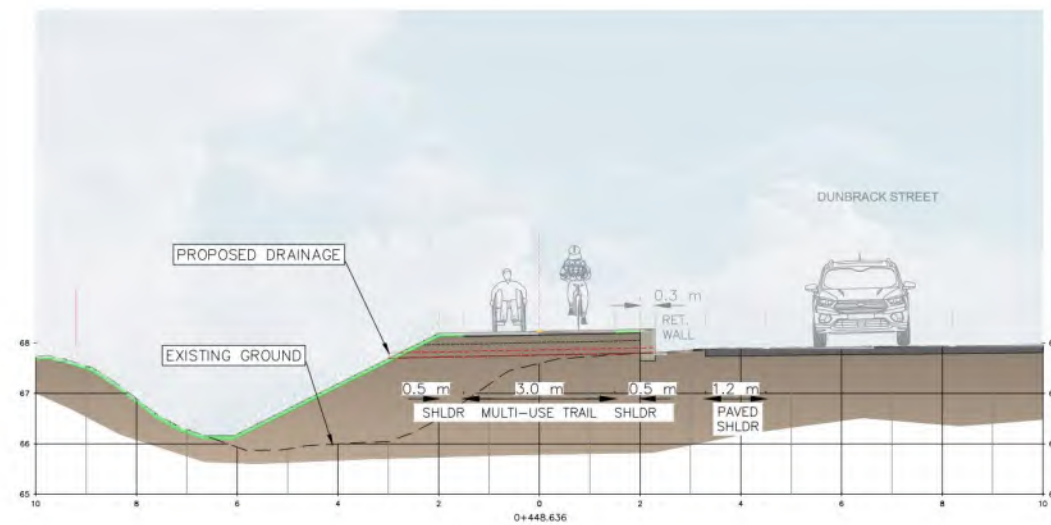 DUNBRACK STREET
PROPOSED DRAINAGE
0.3 m
RET.
WALL
EXISTING GROUND
68
67
66
65
0.5 m 3.0 m 0.5 m 1.2 m
SHLDR MULTI-USE TRAIL SHLDR PAVED
SHLDR
10 8 6 4 2 0 2 4 6 8 10
0+448.636